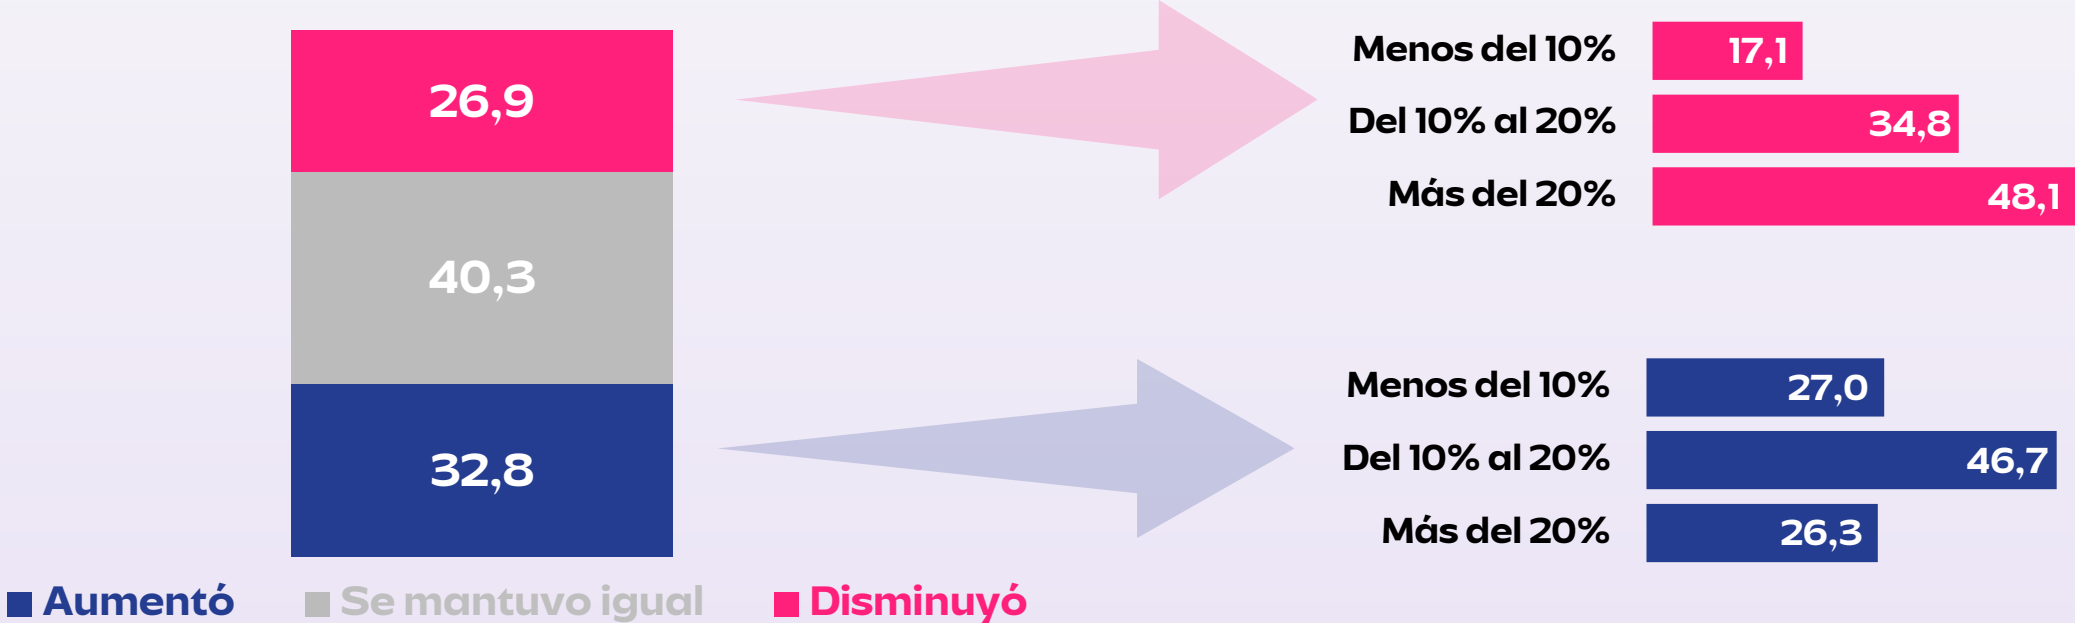 26,9
40,3
32,8
Menos del 10% 17,1
Del 10% al 20% 34,8
Más del 20% 48,1
Menos del 10% 27,0
Del 10% al 20% 46,7
Más del 20% 26,3
Aumentó Se mantuvo igual Disminuyó